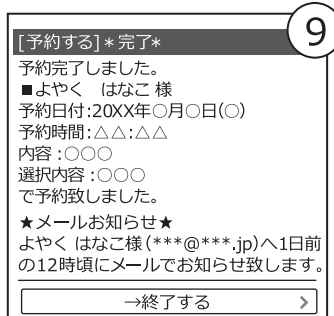 ⑨
[予約する]*完了*
予約完了しました。
■よやく はなこ 様
予約日付:20XX年○月○日(○)
予約時間:△△:△△
内容:○○○
選択内容:○○○
で予約致しました。
★メールお知らせ★
よやく はなこ様(***@***.jp)へ1日前
の12時頃にメールでお知らせ致します。
→終了する >